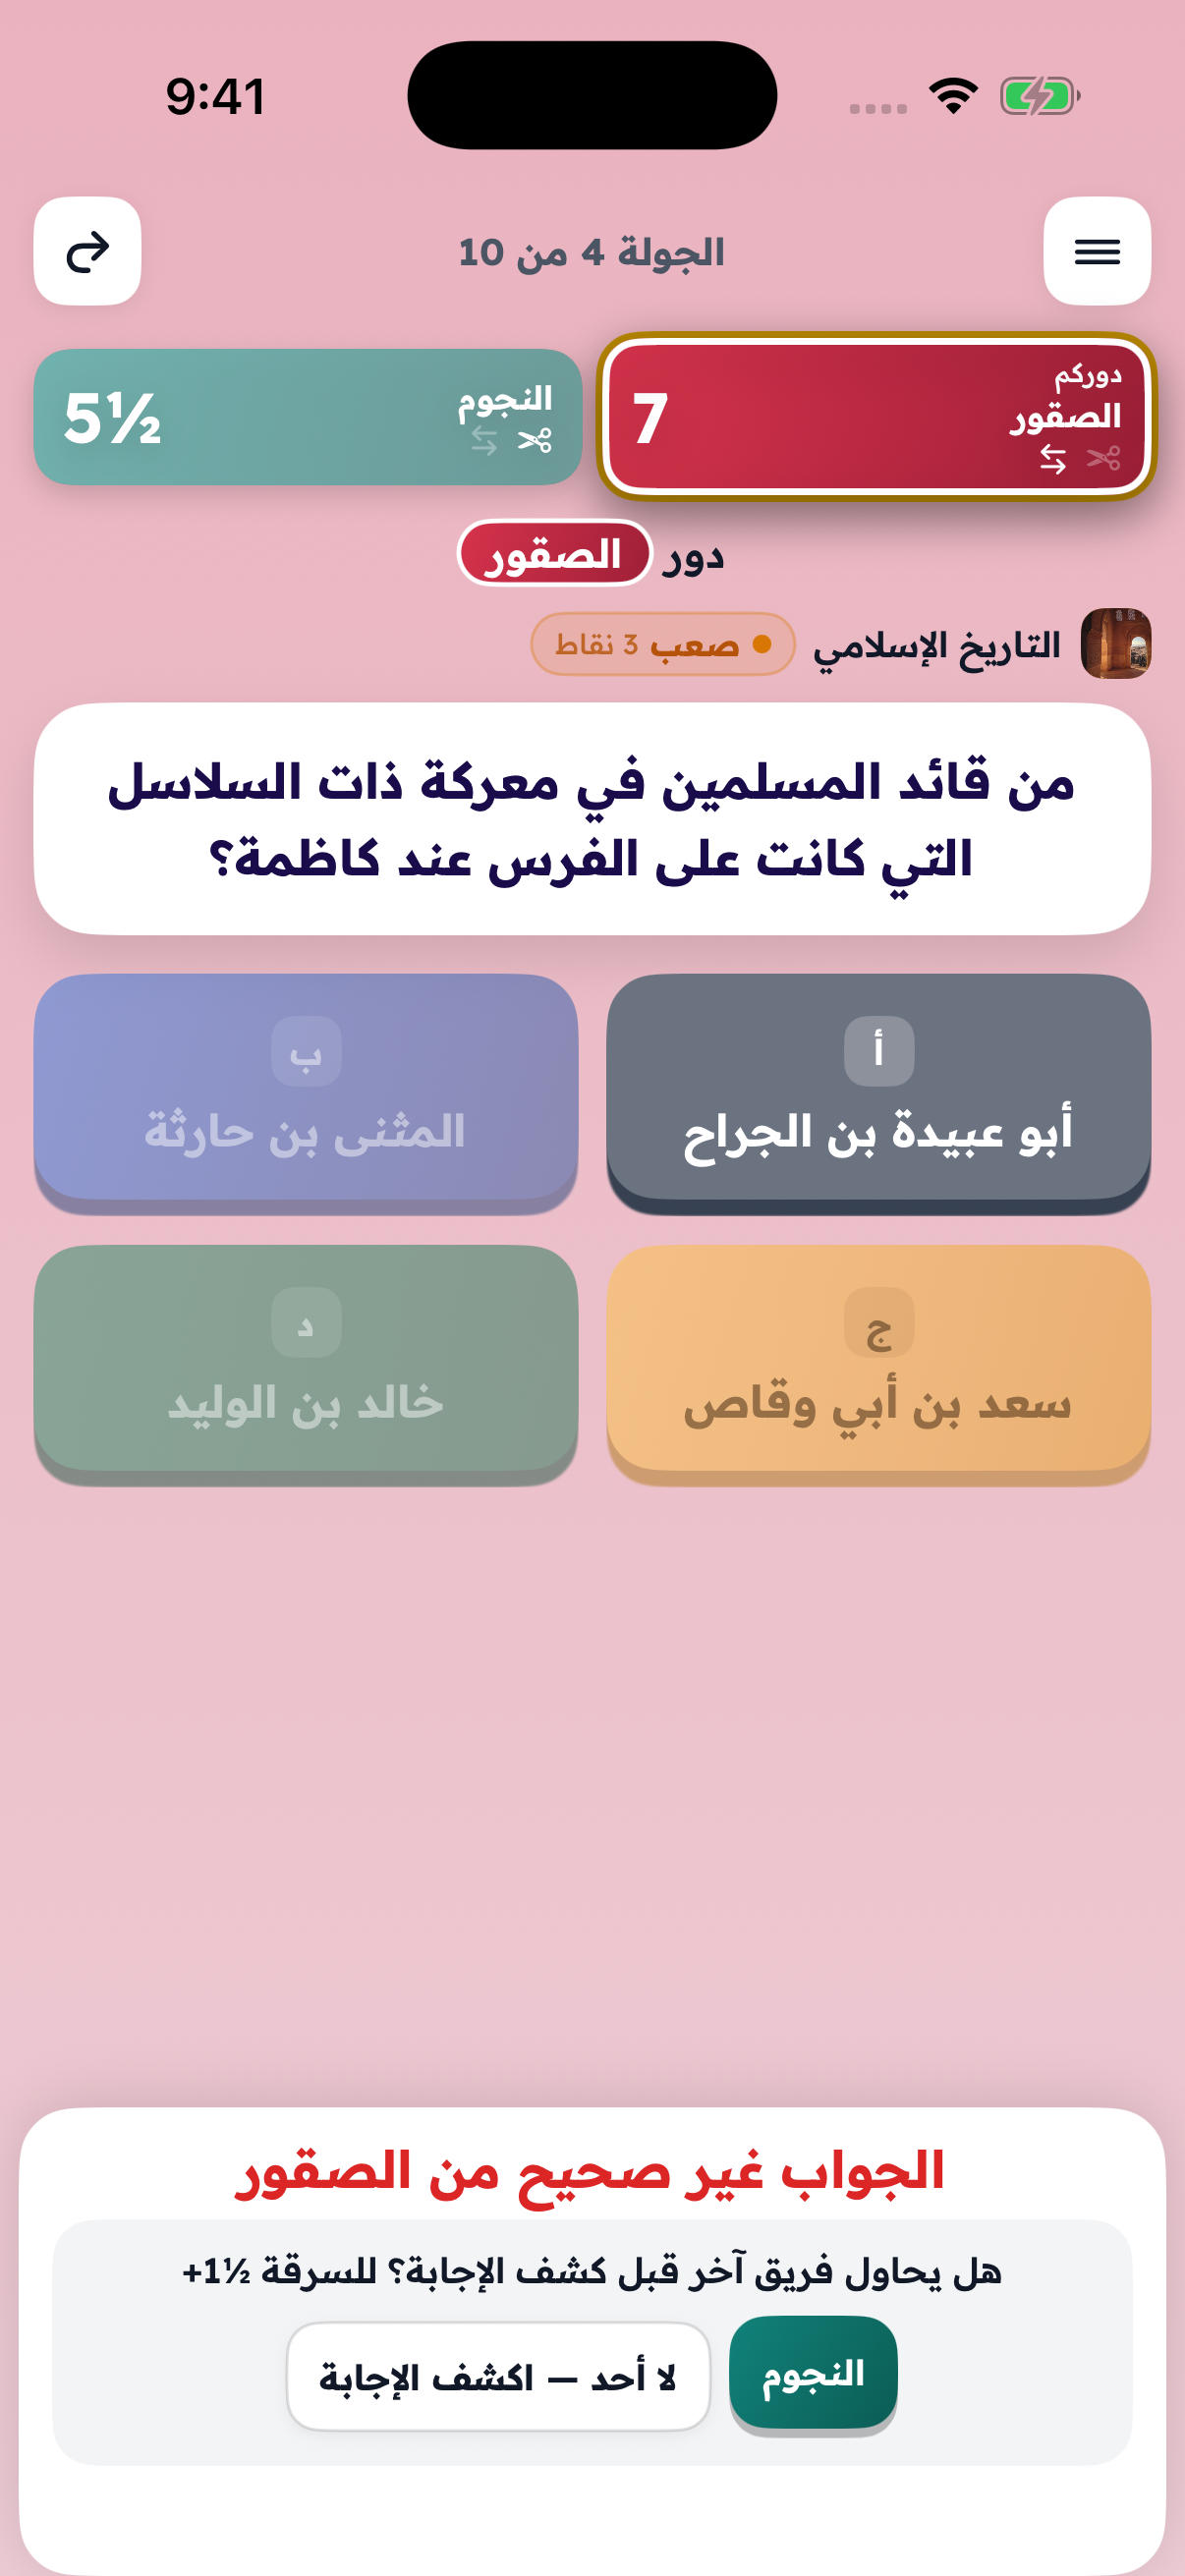 9:41
الجولة 4 من 10
دوركم
الصقور
7
النجوم
5½
دور الصقور
التاريخ الإسلامي
صعب 3 نقاط
من قائد المسلمين في معركة ذات السلاسل
التي كانت على الفرس عند كاظمة؟
أ
أبو عبيدة بن الجراح
ب
المثنى بن حارثة
ج
سعد بن أبي وقاص
د
خالد بن الوليد
الجواب غير صحيح من الصقور
هل يحاول فريق آخر قبل كشف الإجابة؟ للسرقة +1½
النجوم
لا أحد — اكشف الإجابة